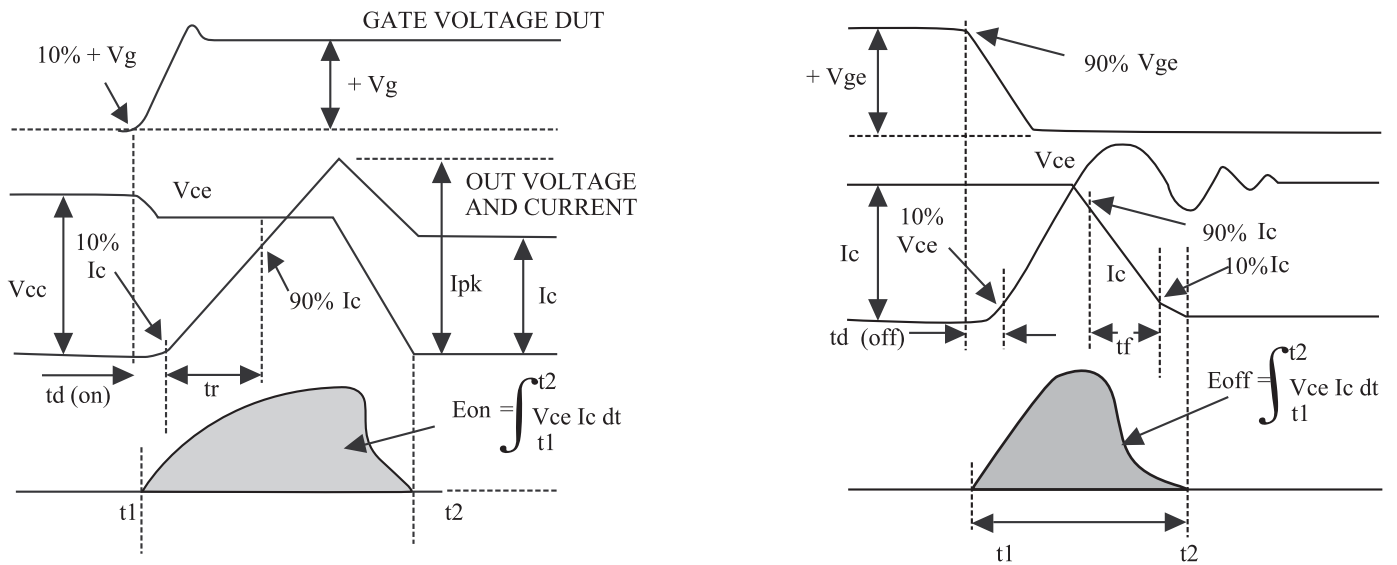 GATE VOLTAGE DUT
10% + Vg
+ Vg
Vce
OUT VOLTAGE
AND CURRENT
10%
Ic
Vcc
90% Ic
Ipk
Ic
td (on)
tr
Eon =∫ t2
Vce Ic dt
t1
t1
t2
90% Vge
+ Vge
Vce
10%
Vce
90% Ic
Ic
Ic
10% Ic
td (off)
tf
Eoff =∫ t2
Vce Ic dt
t1
t1
t2